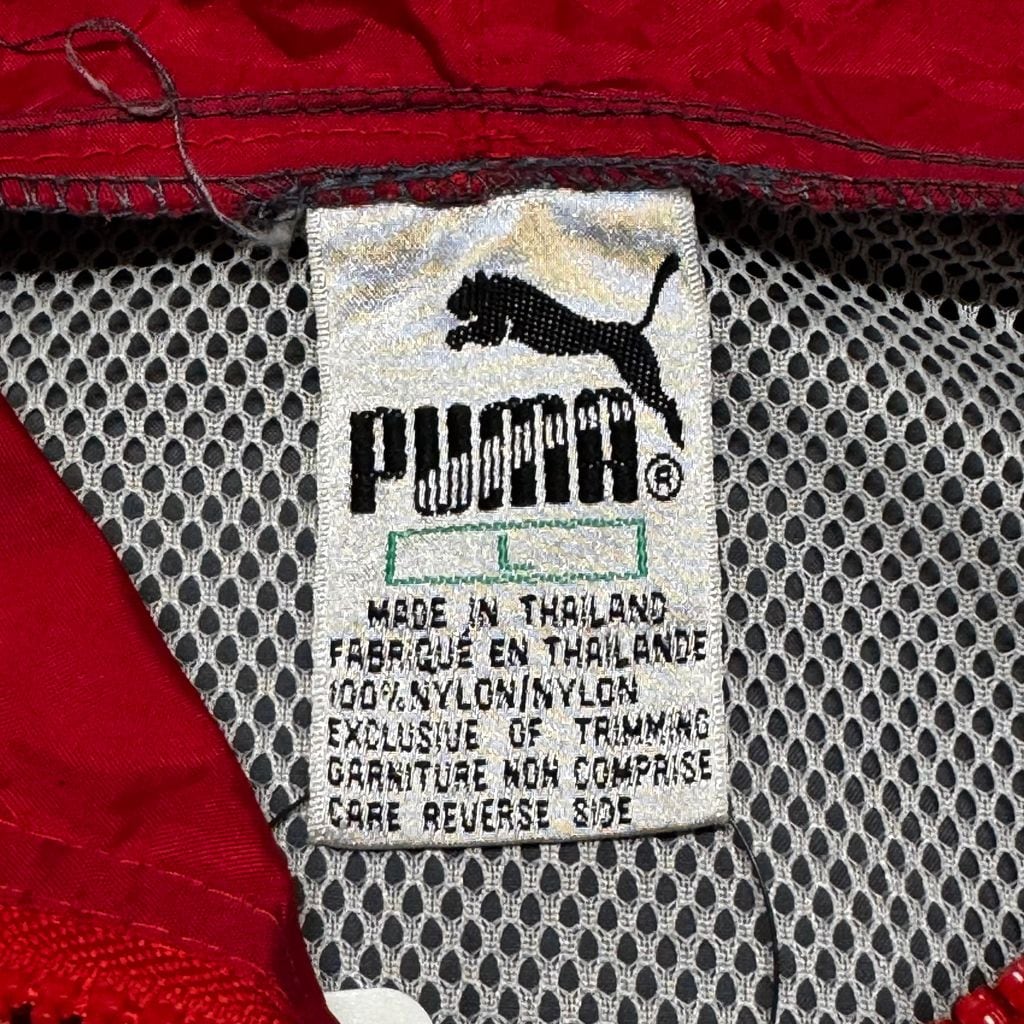 PUMA®
L
MADE IN THAILAND
FABRIQUÉ EN THAILANDE
100% NYLON/NYLON
EXCLUSIVE OF TRIMMING
GARNITURE NON COMPRISE
CARE REVERSE SIDE